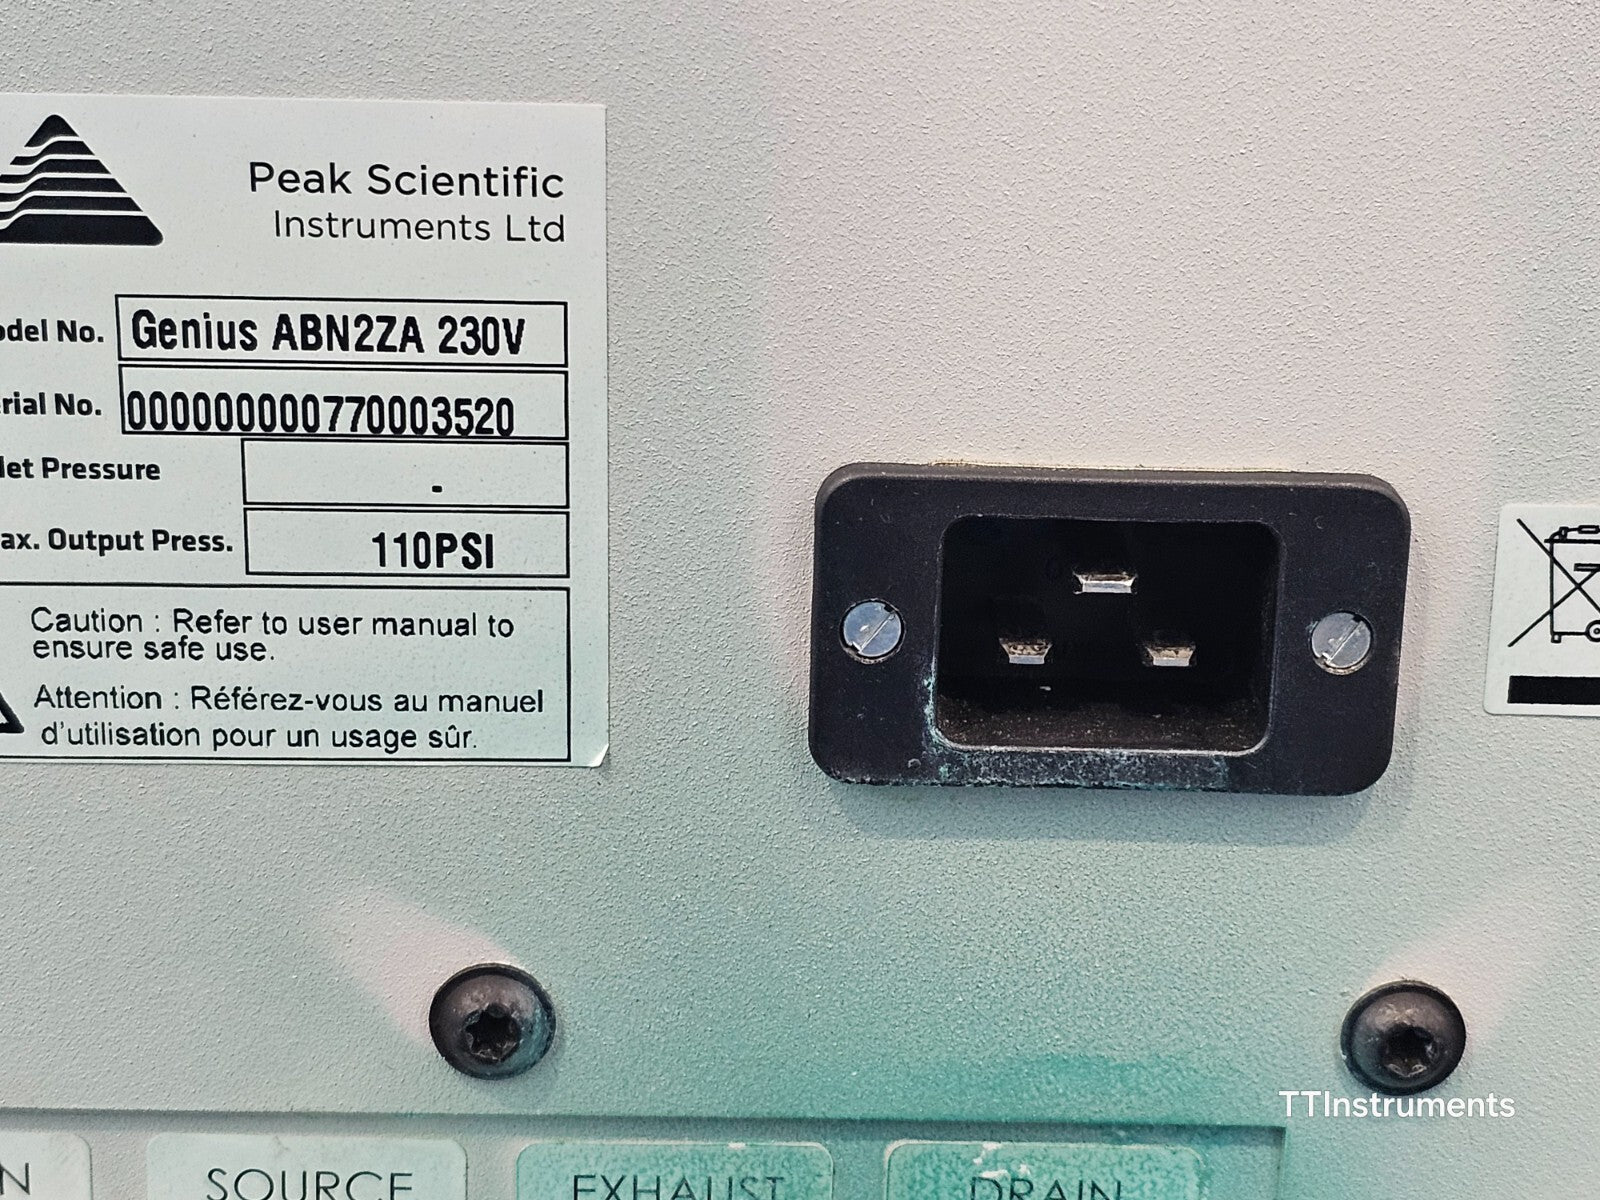 Peak Scientific
Instruments Ltd
odel No. Genius ABN2ZA 230V
rial No. 000000000770003520
let Pressure -
ax. Output Press. 110PSI
Caution : Refer to user manual to
ensure safe use.
Attention : Référez-vous au manuel
d'utilisation pour un usage sûr.
TTInstruments
N SOURCE EXHAUST DRAIN